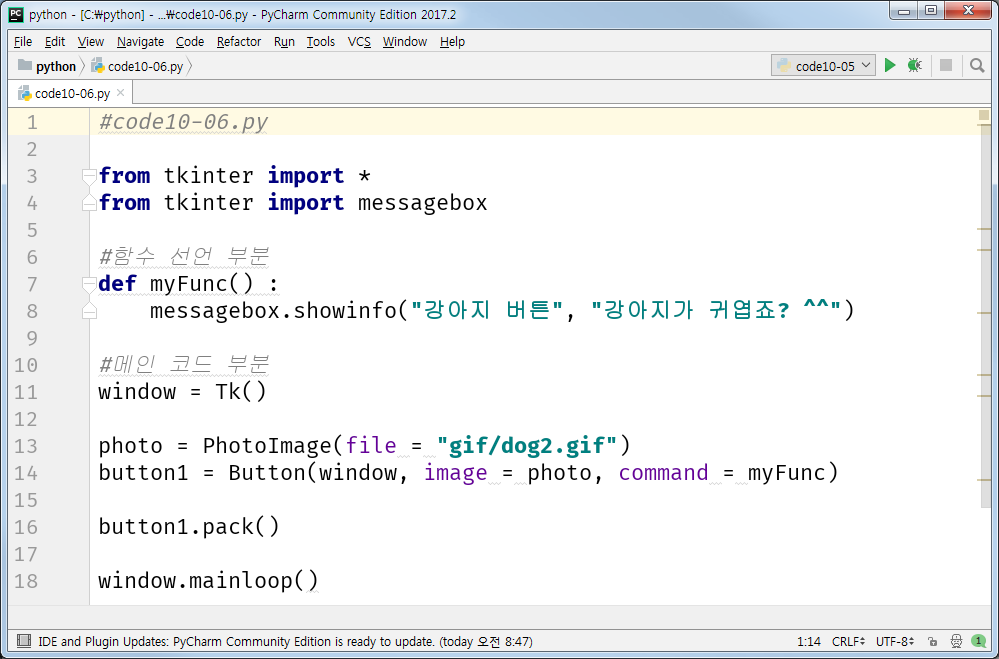 python - [C:\python] - ...\code10-06.py - PyCharm Community Edition 2017.2
File Edit View Navigate Code Refactor Run Tools VCS Window Help
python code10-06.py code10-05
code10-06.py
1 #code10-06.py
2
3 from tkinter import *
4 from tkinter import messagebox
5
6 #함수 선언 부분
7 def myFunc() :
8 messagebox.showinfo("강아지 버튼", "강아지가 귀엽죠? ^^")
9
10 #메인 코드 부분
11 window = Tk()
12
13 photo = PhotoImage(file = "gif/dog2.gif")
14 button1 = Button(window, image = photo, command = myFunc)
15
16 button1.pack()
17
18 window.mainloop()
IDE and Plugin Updates: PyCharm Community Edition is ready to update. (today 오전 8:47) 1:14 CRLF UTF-8 1